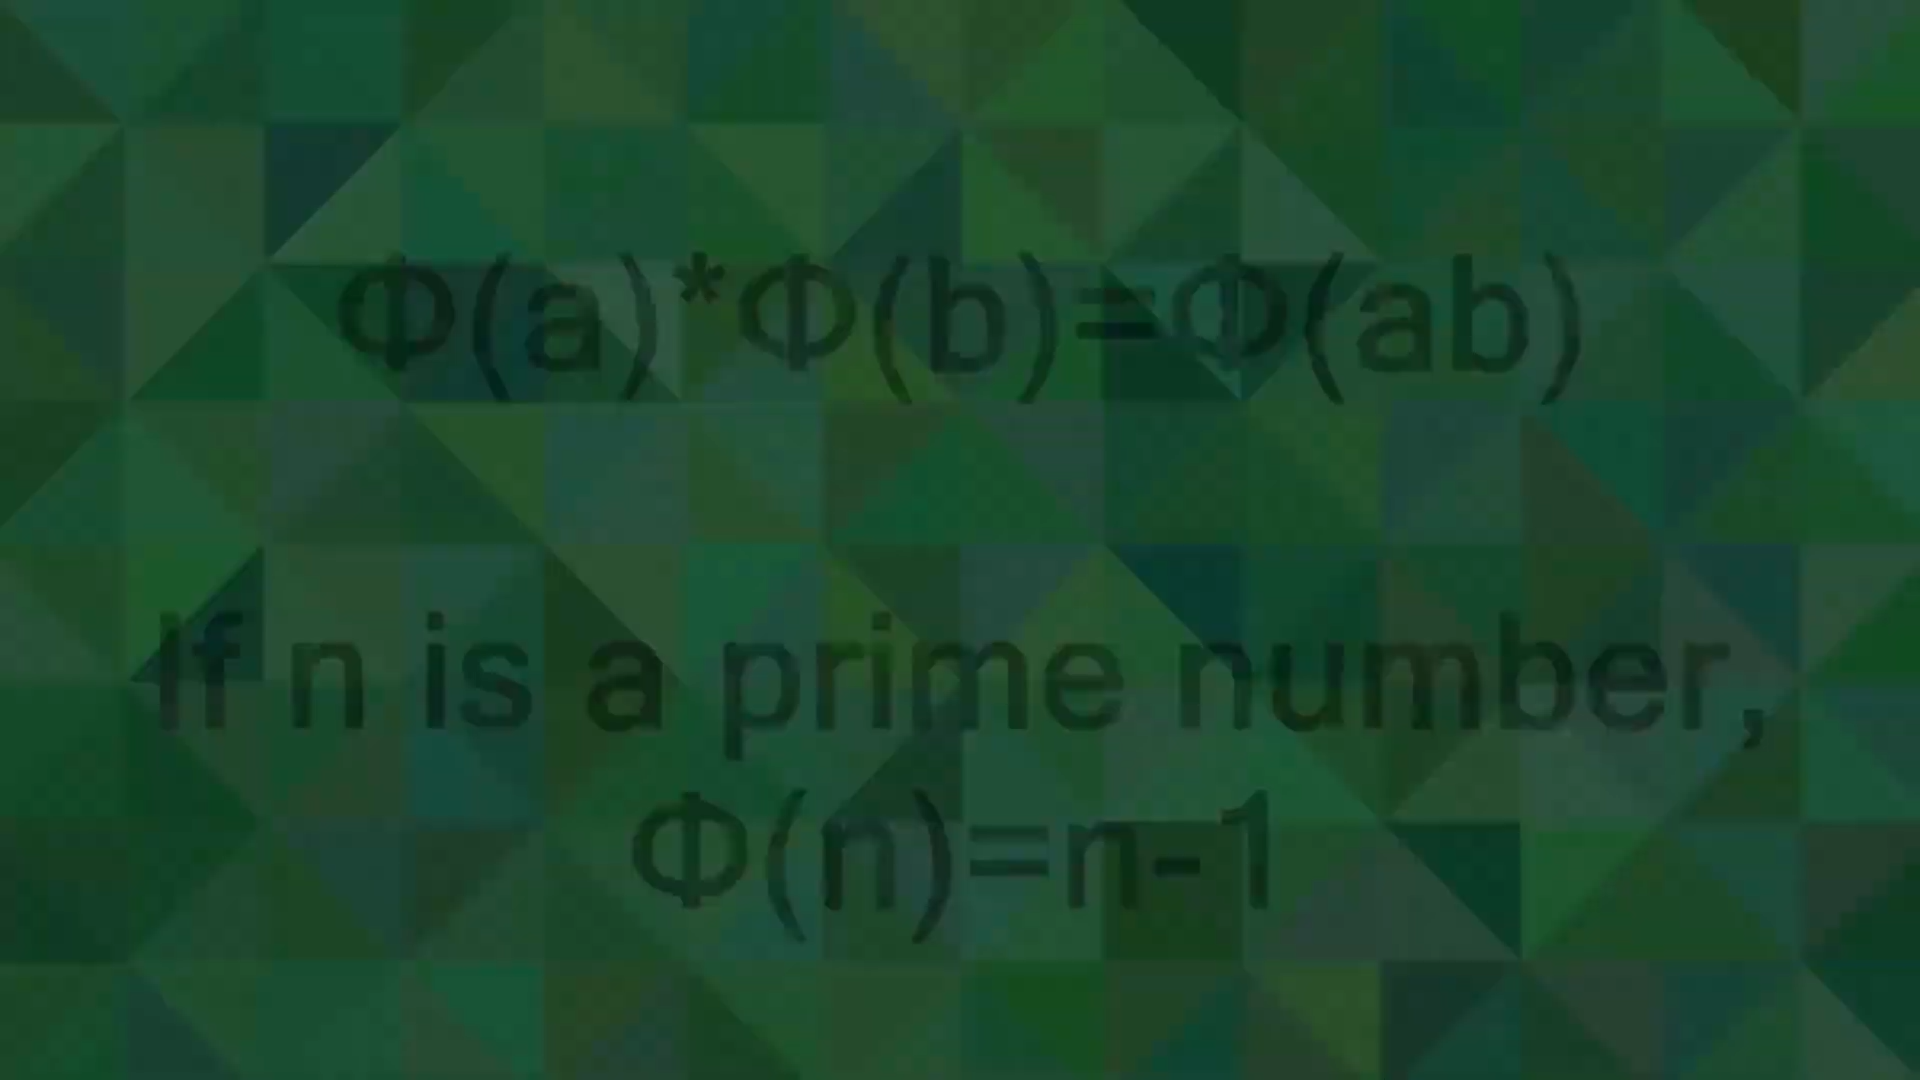 Φ(a)*Φ(b)=Φ(ab)
If n is a prime number,
Φ(n)=n-1